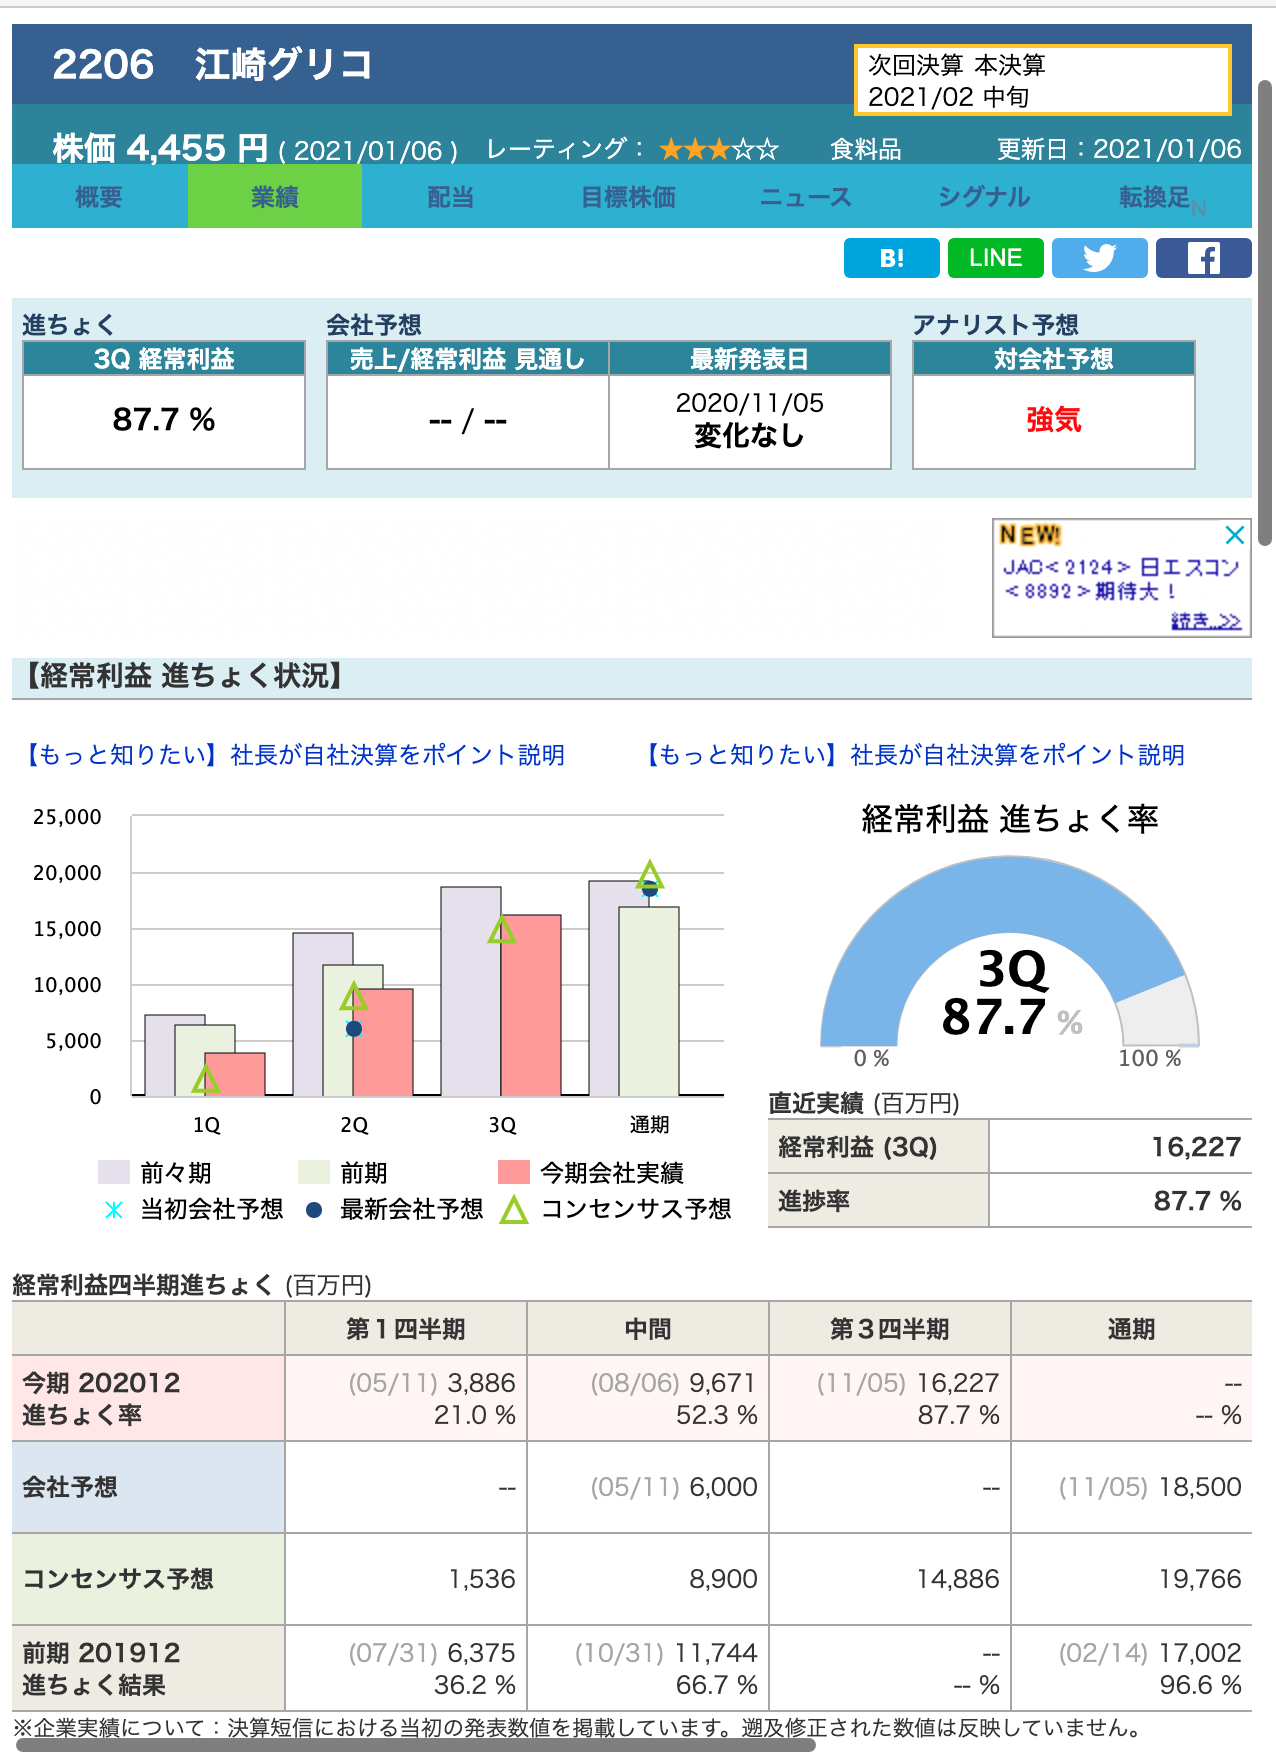 2206 江崎グリコ
次回決算 本決算
2021/02 中旬
株価 4,455 円 ( 2021/01/06 ) レーティング： ★★★☆☆ 食料品 更新日：2021/01/06
概要 業績 配当 目標株価 ニュース シグナル 転換足 N
B! LINE
進ちょく 会社予想 アナリスト予想
3Q 経常利益 売上/経常利益 見通し 最新発表日 対会社予想
87.7 % -- / -- 2020/11/05 強気
変化なし
NEW!
JAC<2124> 日エスコン
<8892>期待大！
続き..>>
【経常利益 進ちょく状況】
【もっと知りたい】社長が自社決算をポイント説明 【もっと知りたい】社長が自社決算をポイント説明
経常利益 進ちょく率
25,000
20,000
15,000
10,000
5,000
0
1Q 2Q 3Q 通期
前々期 前期 今期会社実績
当初会社予想 最新会社予想 コンセンサス予想
3Q
87.7 %
0 % 100 %
直近実績 (百万円)
経常利益 (3Q) 16,227
進捗率 87.7 %
経常利益四半期進ちょく (百万円)
第１四半期 中間 第３四半期 通期
今期 202012 (05/11) 3,886 (08/06) 9,671 (11/05) 16,227 --
進ちょく率 21.0 % 52.3 % 87.7 % -- %
会社予想 -- (05/11) 6,000 -- (11/05) 18,500
コンセンサス予想 1,536 8,900 14,886 19,766
前期 201912 (07/31) 6,375 (10/31) 11,744 -- (02/14) 17,002
進ちょく結果 36.2 % 66.7 % -- % 96.6 %
※企業実績について：決算短信における当初の発表数値を掲載しています。遡及修正された数値は反映していません。